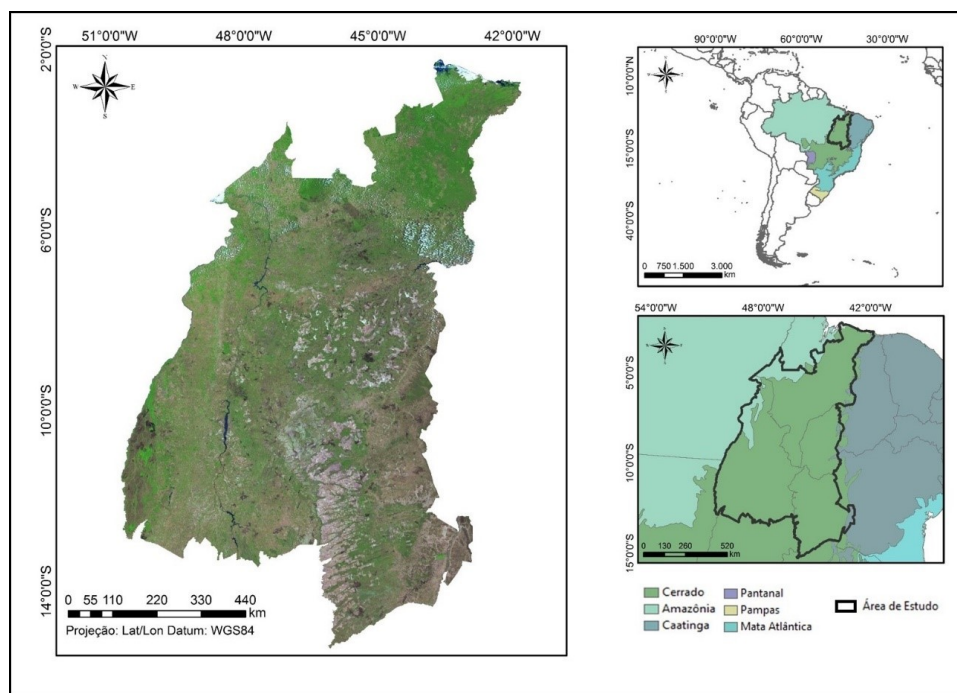 51°0'0"W 48°0'0"W 45°0'0"W 42°0'0"W
2°0'0"S
6°0'0"S
10°0'0"S
14°0'0"S
N
W E
S
0 55 110 220 330 440
km
Projeção: Lat/Lon Datum: WGS84
90°0'0"W 60°0'0"W 30°0'0"W
10°0'0"N
15°0'0"S
40°0'0"S
0 750 1.500 3.000
km
54°0'0"W 48°0'0"W 42°0'0"W
5°0'0"S
10°0'0"S
15°0'0"S
0 130 260 520
km
Cerrado Pantanal
Amazônia Pampas Área de Estudo
Caatinga Mata Atlântica